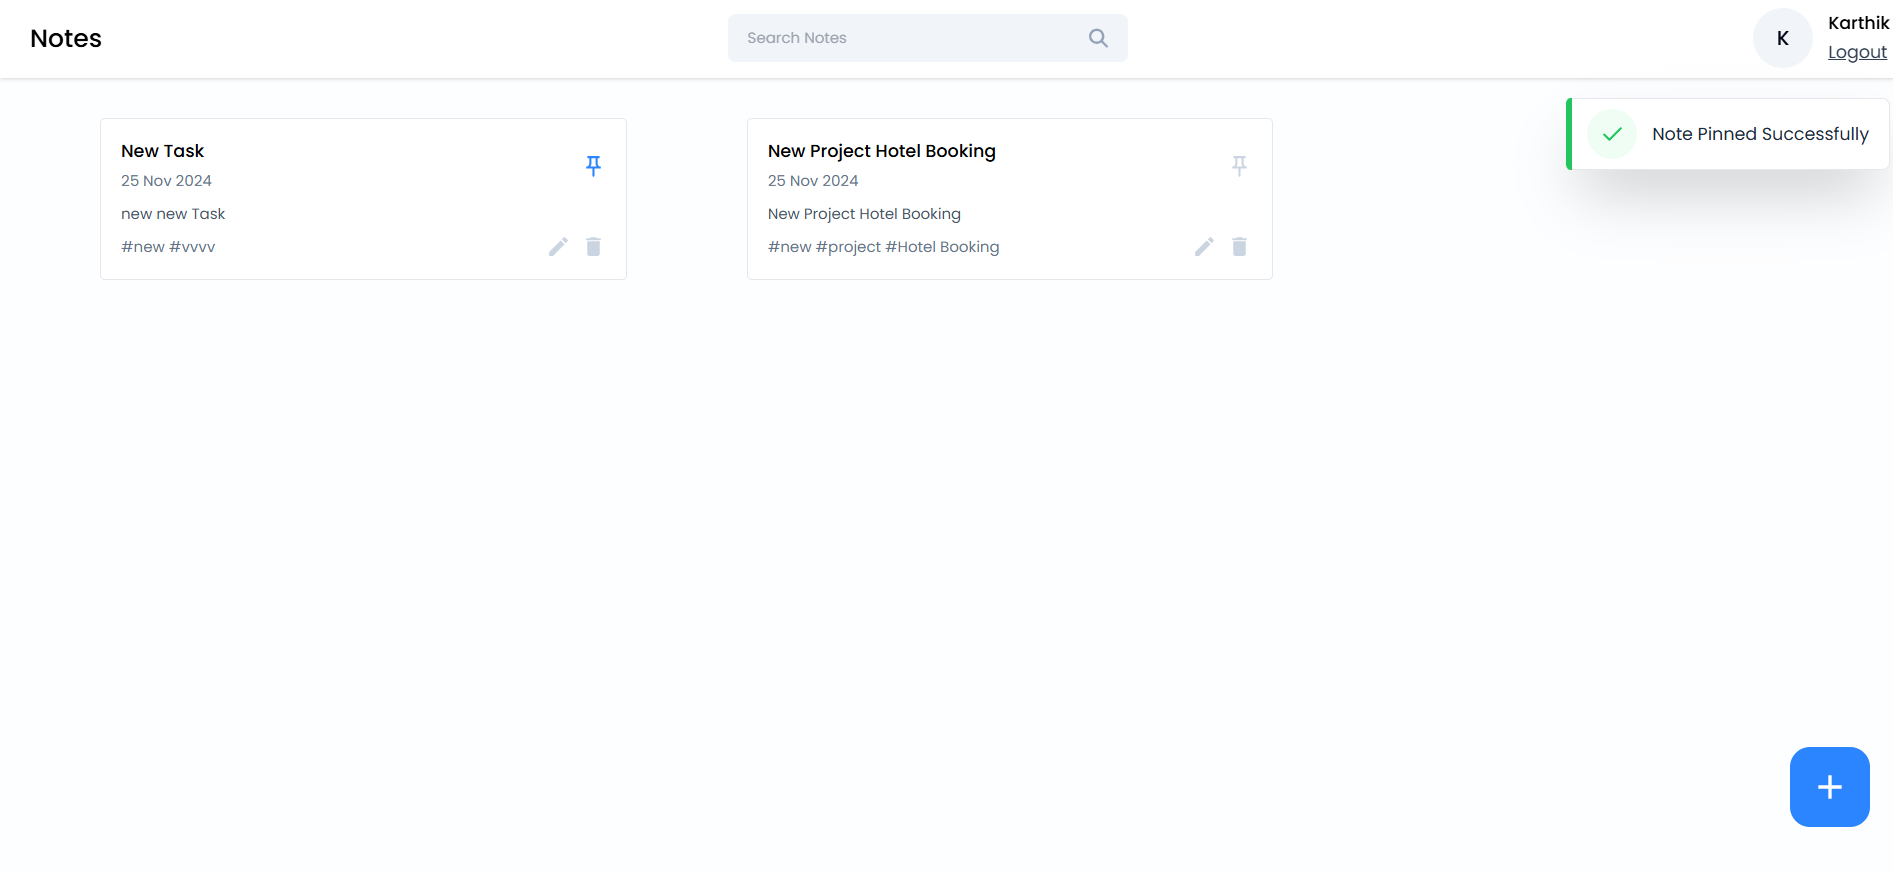 Notes
Search Notes
K
Karthik
Logout
Note Pinned Successfully
New Task
25 Nov 2024
new new Task
#new #vvvv
New Project Hotel Booking
25 Nov 2024
New Project Hotel Booking
#new #project #Hotel Booking